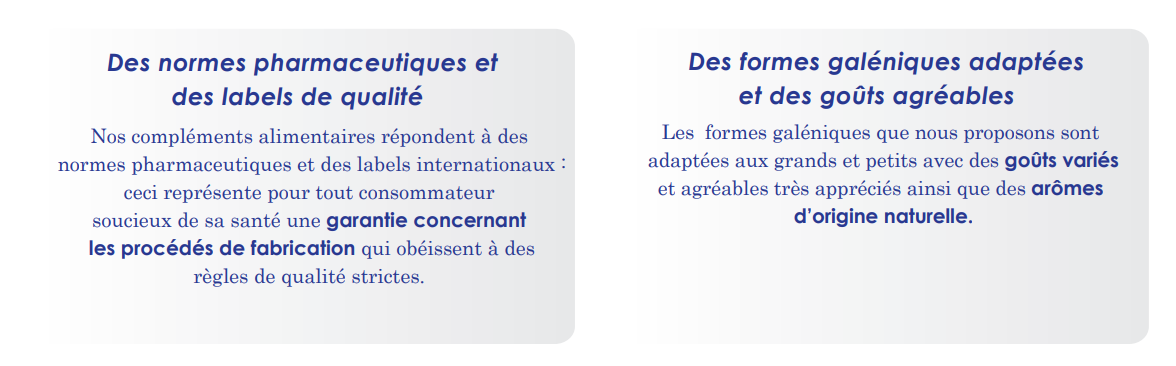 Des normes pharmaceutiques et
des labels de qualité
Nos compléments alimentaires répondent à des
normes pharmaceutiques et des labels internationaux :
ceci représente pour tout consommateur
soucieux de sa santé une garantie concernant
les procédés de fabrication qui obéissent à des
règles de qualité strictes.
Des formes galéniques adaptées
et des goûts agréables
Les formes galéniques que nous proposons sont
adaptées aux grands et petits avec des goûts variés
et agréables très appréciés ainsi que des arômes
d’origine naturelle.